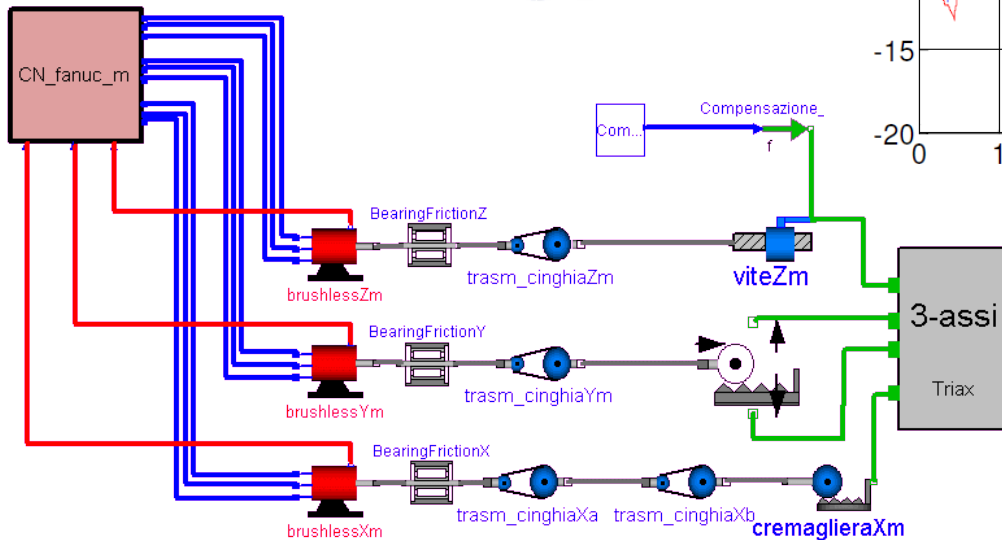 CN_fanuc_m
-15
-20
0
1
Compensazione_
Com...
f
BearingFrictionZ
trasm_cinghiaZm
viteZm
brushlessZm
3-assi
BearingFrictionY
Triax
trasm_cinghiaYm
brushlessYm
BearingFrictionX
trasm_cinghiaXa
trasm_cinghiaXb
cremaglieraXm
brushlessXm